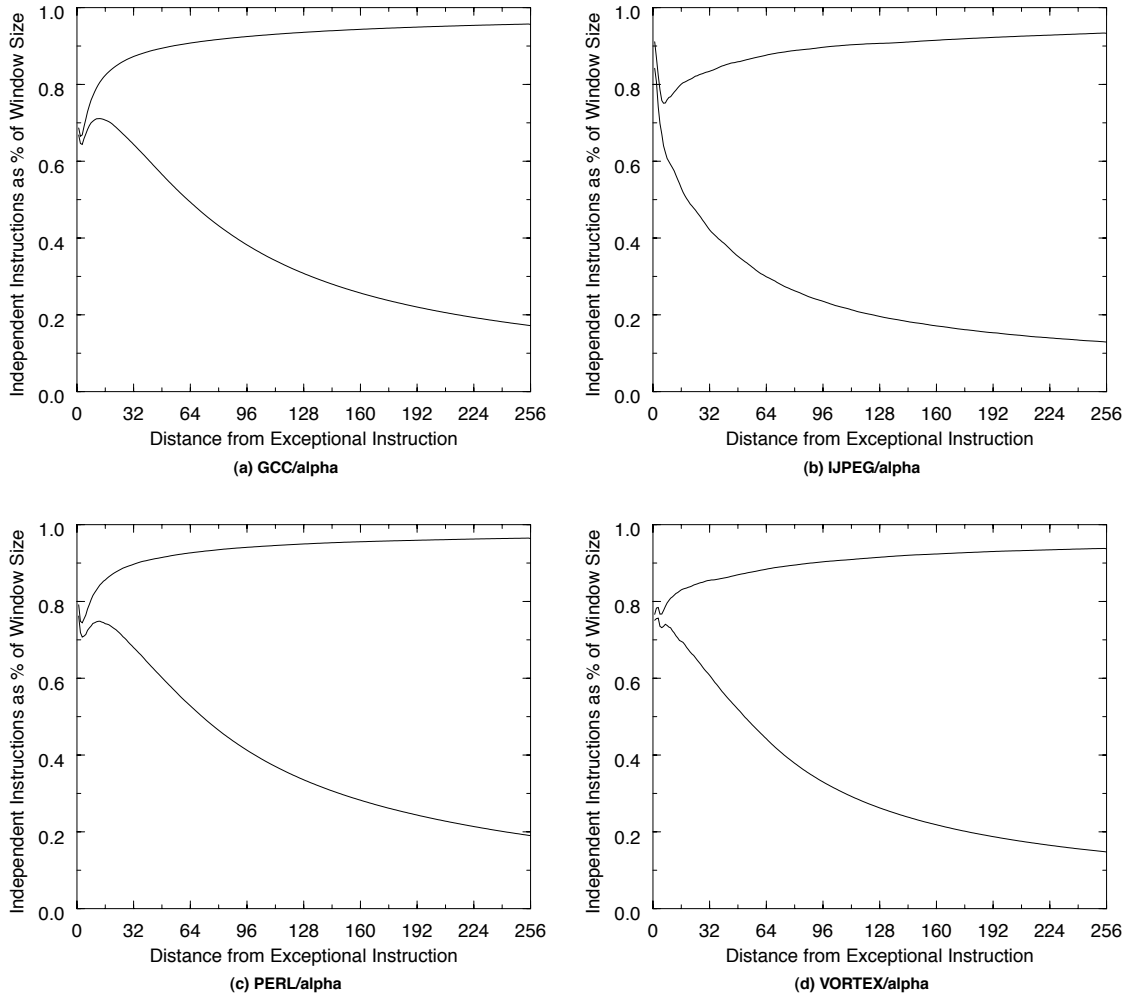 Independent Instructions as % of Window Size
1.0
0.8
0.6
0.4
0.2
0.0
0 32 64 96 128 160 192 224 256
Distance from Exceptional Instruction
(a) GCC/alpha
Independent Instructions as % of Window Size
1.0
0.8
0.6
0.4
0.2
0.0
0 32 64 96 128 160 192 224 256
Distance from Exceptional Instruction
(b) IJPEG/alpha
Independent Instructions as % of Window Size
1.0
0.8
0.6
0.4
0.2
0.0
0 32 64 96 128 160 192 224 256
Distance from Exceptional Instruction
(c) PERL/alpha
Independent Instructions as % of Window Size
1.0
0.8
0.6
0.4
0.2
0.0
0 32 64 96 128 160 192 224 256
Distance from Exceptional Instruction
(d) VORTEX/alpha